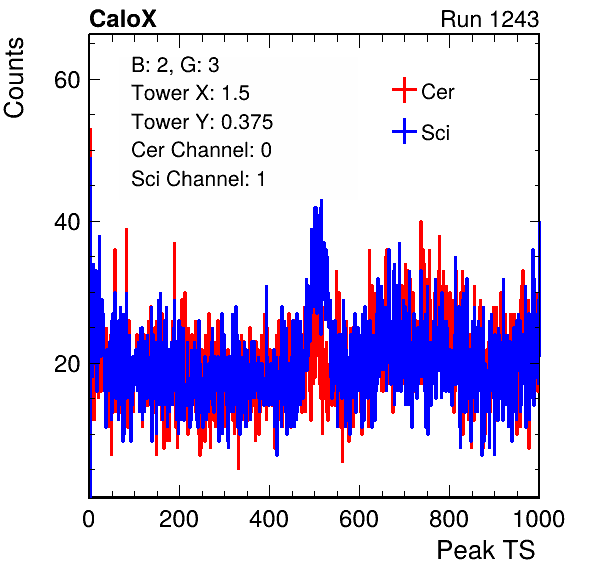 CaloX Run 1243
Counts
B: 2, G: 3
Tower X: 1.5
Tower Y: 0.375
Cer Channel: 0
Sci Channel: 1
Cer
Sci
60
40
20
0 200 400 600 800 1000
Peak TS